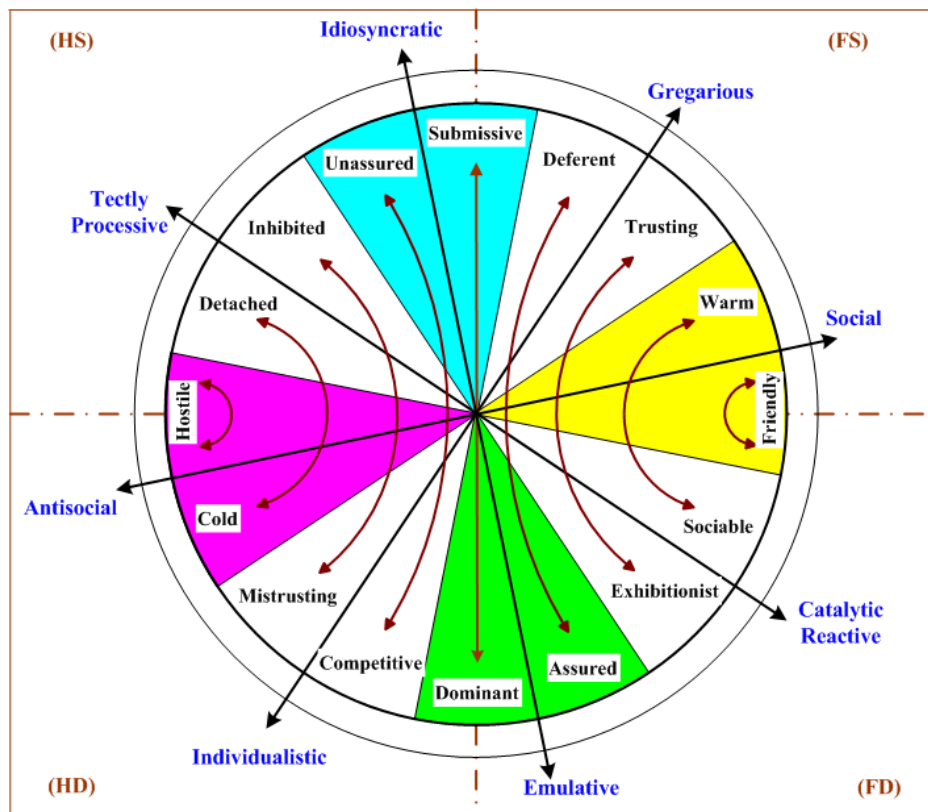 (HS)
Idiosyncratic
(FS)
Gregarious
Submissive
Unassured
Deferent
Tectly
Processive
Inhibited
Trusting
Detached
Warm
Social
Hostile
Friendly
Antisocial
Cold
Sociable
Mistrusting
Exhibitionist
Catalytic
Reactive
Competitive
Assured
Dominant
Individualistic
(HD)
Emulative
(FD)